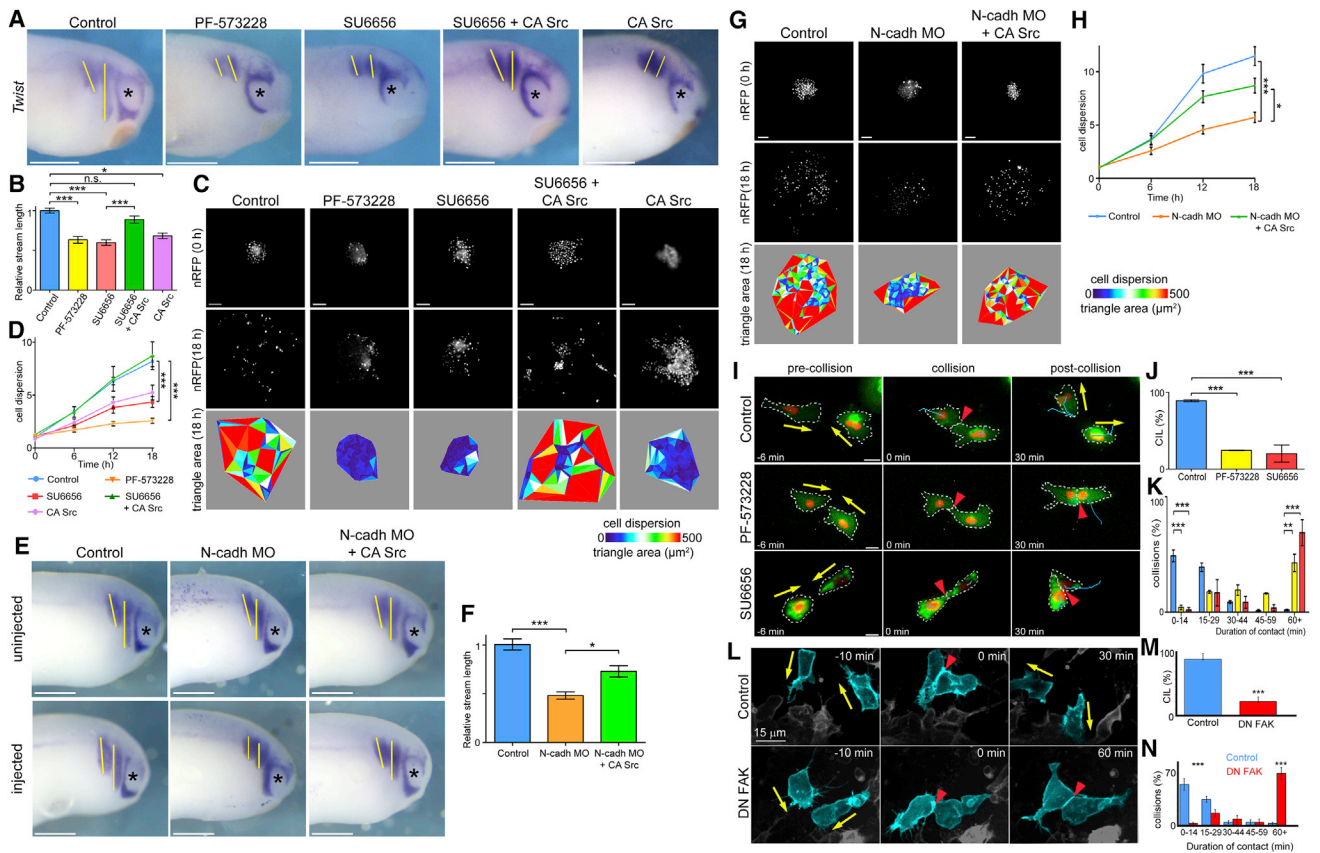 A
Control
PF-573228
SU6656
SU6656 + CA Src
CA Src
Twist
*
*
*
*
*
B
*
n.s.
***
***
***
Relative stream length
1
0
Control
PF-573228
SU6656
SU6656
+ CA Src
CA Src
C
Control
PF-573228
SU6656
SU6656 +
CA Src
CA Src
nRFP (0 h)
nRFP(18 h)
triangle area (18 h)
cell dispersion
0
500
triangle area (µm²)
D
cell dispersion
10
5
0
0
6
12
18
Time (h)
***
***
Control
PF-573228
SU6656
SU6656
+ CA Src
CA Src
E
Control
N-cadh MO
N-cadh MO
+ CA Src
uninjected
*
*
*
injected
*
*
*
F
***
*
Relative stream length
1
0
Control
N-cadh MO
N-cadh MO
+ CA Src
G
Control
N-cadh MO
N-cadh MO
+ CA Src
nRFP (0 h)
nRFP(18 h)
triangle area (18 h)
H
cell dispersion
10
5
0
0
6
12
18
Time (h)
***
*
Control
N-cadh MO
N-cadh MO
+ CA Src
cell dispersion
0
500
triangle area (µm²)
I
pre-collision
collision
post-collision
Control
-6 min
0 min
30 min
PF-573228
-6 min
0 min
30 min
SU6656
-6 min
0 min
30 min
J
***
***
CIL (%)
100
0
Control
PF-573228
SU6656
K
collisions
(%)
100
0
***
***
***
**
0-14
15-29
30-44
45-59
60+
Duration of contact (min)
L
Control
-10 min
0 min
30 min
15 µm
DN FAK
-10 min
0 min
60 min
M
CIL (%)
100
0
***
Control
DN FAK
N
collisions (%)
70
0
Control
DN FAK
***
***
0-14
15-29
30-44
45-59
60+
Duration of contact (min)